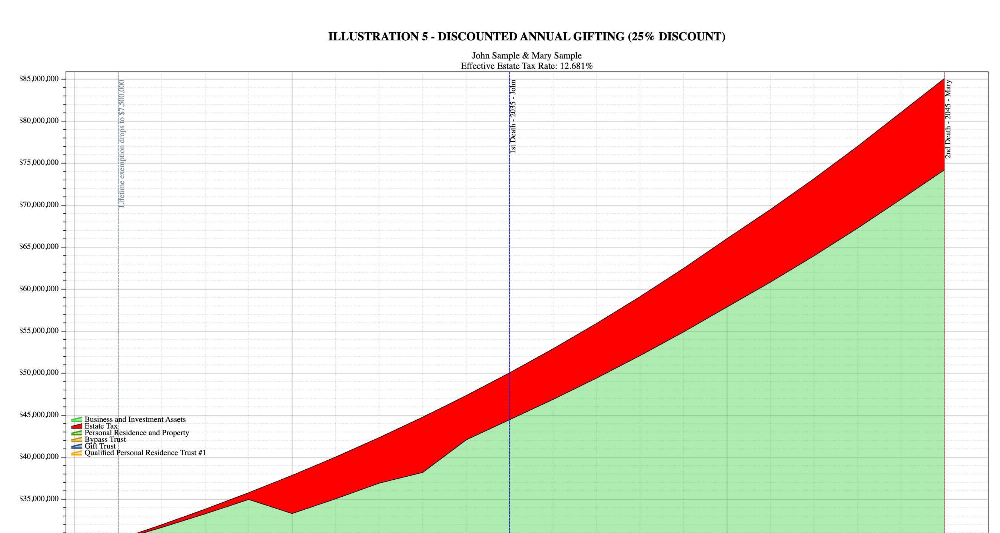 ILLUSTRATION 5 - DISCOUNTED ANNUAL GIFTING (25% DISCOUNT)
John Sample & Mary Sample
Effective Estate Tax Rate: 12.681%
$85,000,000
$80,000,000
$75,000,000
$70,000,000
$65,000,000
$60,000,000
$55,000,000
$50,000,000
$45,000,000
$40,000,000
$35,000,000
Lifetime exemption drops to $7,500,000
1st Death - 2035 - John
2nd Death - 2045 - Mary
Business and Investment Assets
Estate Tax
Personal Residence and Property
Bypass Trust
Gift Trust
Qualified Personal Residence Trust #1